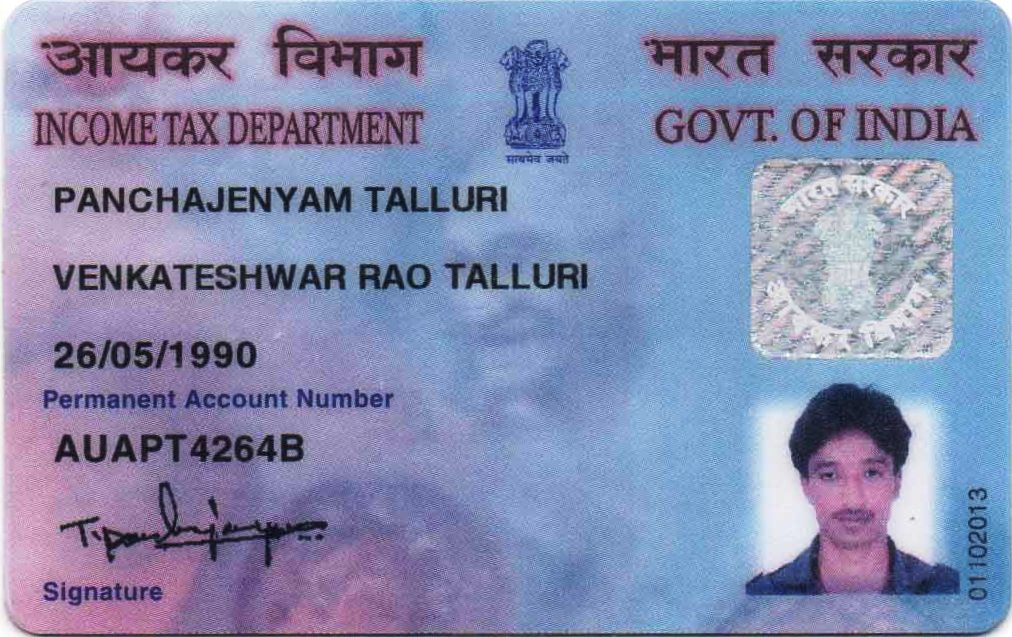 आयकर विभाग
INCOME TAX DEPARTMENT
सत्यमेव जयते
भारत सरकार
GOVT. OF INDIA
PANCHAJENYAM TALLURI
VENKATESHWAR RAO TALLURI
26/05/1990
Permanent Account Number
AUAPT4264B
T. Panchajanyam
Signature
भारत सरकार
आयकर विभाग
01102013